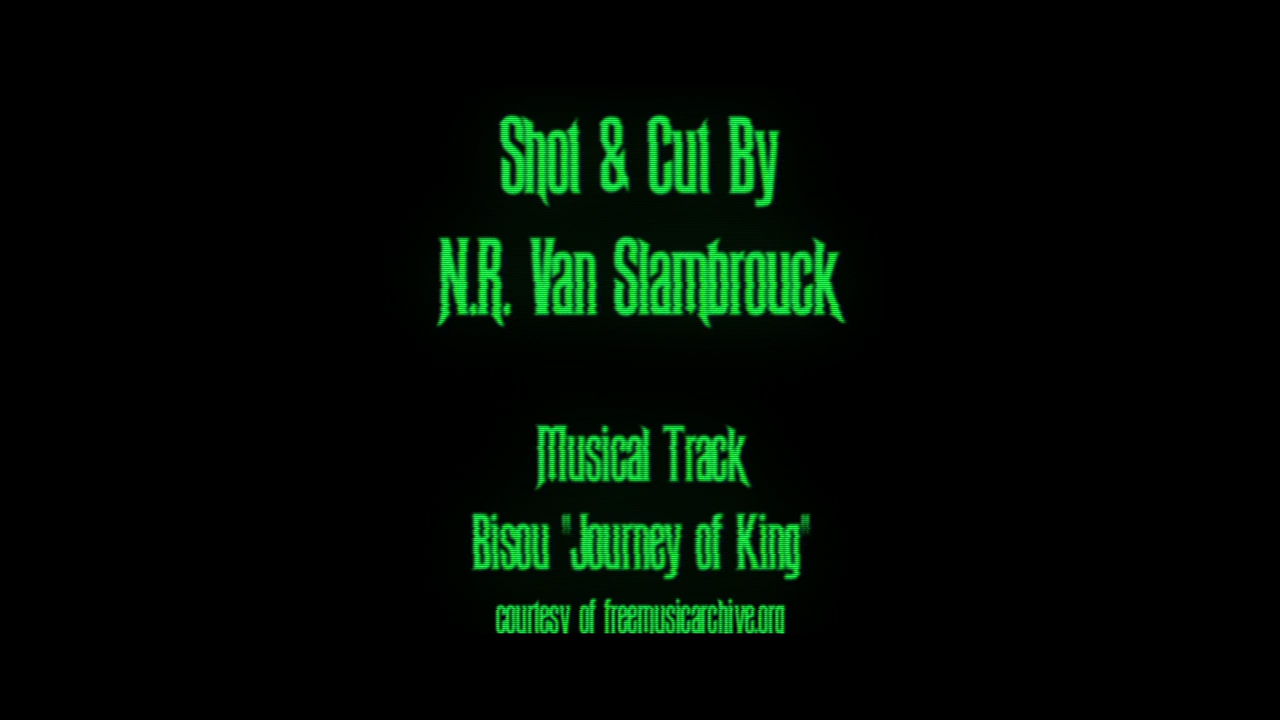 Shot & Cut By
N.R. Van Slambrouck
Musical Track
Bisou "Journey of King"
courtesy of freemusicarchive.org